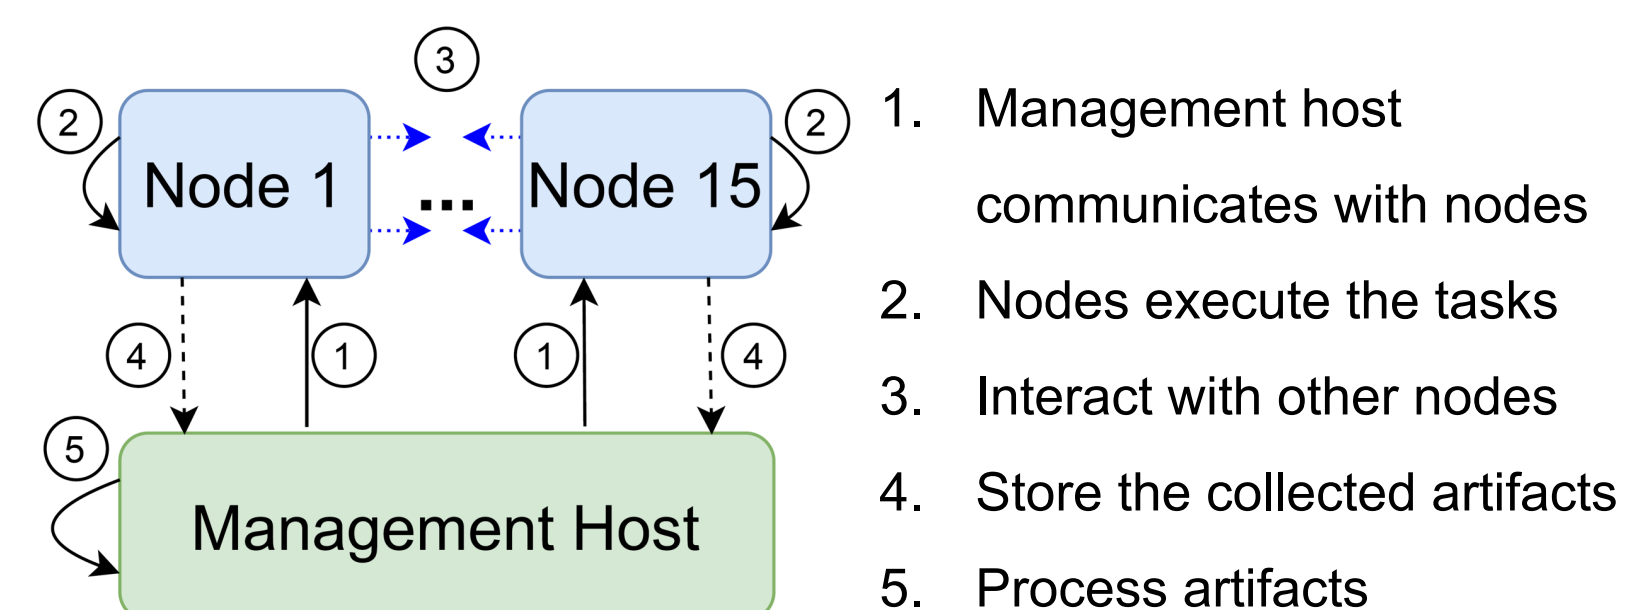 3
2
2
Node 1
...
Node 15
4
1
1
4
5
Management Host
1. Management host
communicates with nodes
2. Nodes execute the tasks
3. Interact with other nodes
4. Store the collected artifacts
5. Process artifacts